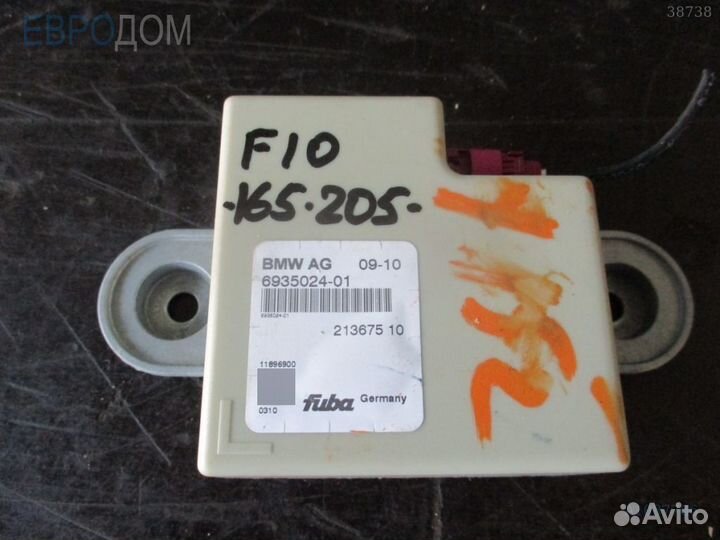 ЕВРОДОМ
38738
F10
-165·205-
BMW AG 09-10
6935024-01
6935024-01
213675 10
11696900
0310
fuba Germany
L
Avito